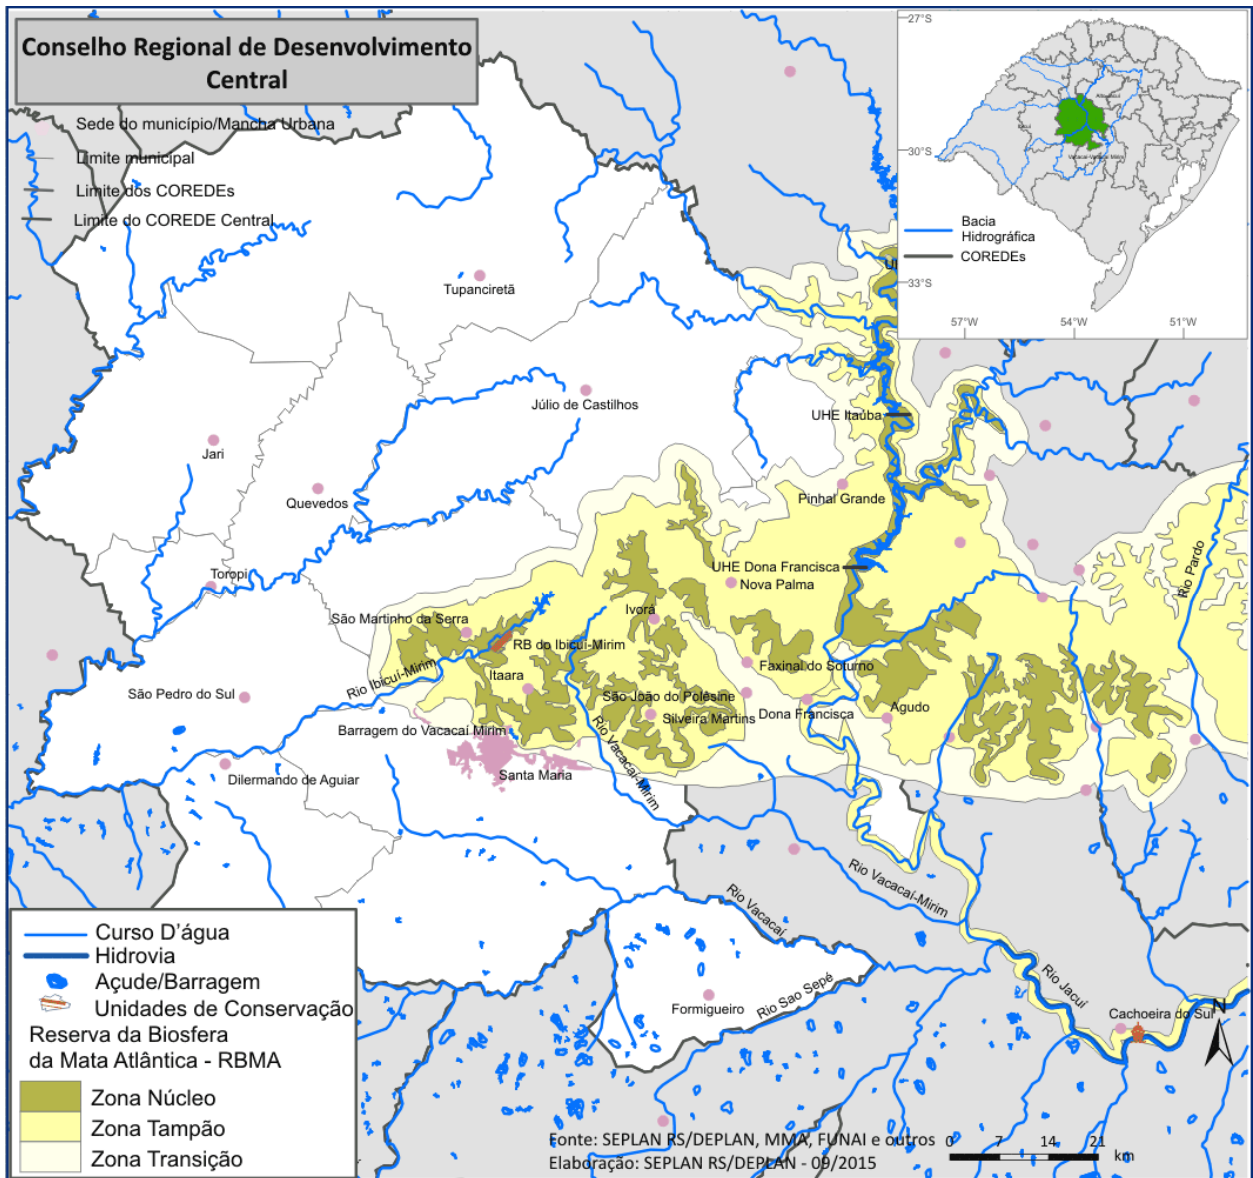 Conselho Regional de Desenvolvimento
Central
Sede do município/Mancha Urbana
Limite municipal
Limite dos COREDEs
Limite do COREDE Central
27°S
30°S
33°S
57°W
54°W
51°W
Bacia
Hidrográfica
COREDEs
Tupanciretã
Júlio de Castilhos
UHE Itaúba
Jari
Quevedos
Pinhal Grande
Toropi
UHE Dona Francisca
Nova Palma
Rio Pardo
São Martinho da Serra
Ivorá
RB do Ibicuí-Mirim
Rio Ibicuí-Mirim
Itaara
Faxinal do Soturno
São Pedro do Sul
São João do Polêsine
Silveira Martins
Dona Francisca
Agudo
Barragem do Vacacaí Mirim
Rio Vacacaí-Mirim
Dilermando de Aguiar
Santa Maria
Rio Vacacaí-Mirim
Rio Vacacaí
Rio Sao Sepé
Formigueiro
Rio Jacuí
Cachoeira do Sul
N
Curso D'água
Hidrovia
Açude/Barragem
Unidades de Conservação
Reserva da Biosfera
da Mata Atlântica - RBMA
Zona Núcleo
Zona Tampão
Zona Transição
Fonte: SEPLAN RS/DEPLAN, MMA, FUNAI e outros
Elaboração: SEPLAN RS/DEPLAN - 09/2015
0 7 14 21
km